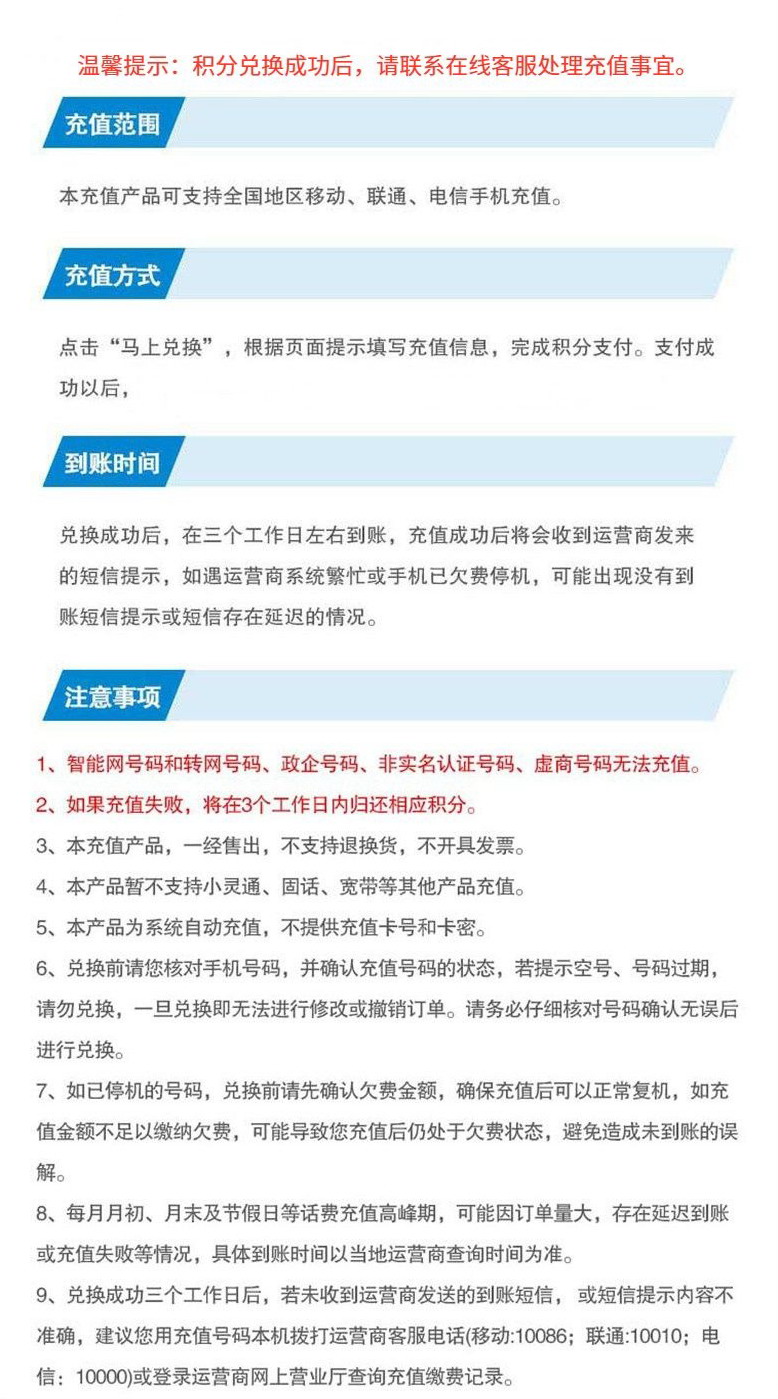 温馨提示：积分兑换成功后，请联系在线客服处理充值事宜。
充值范围
本充值产品可支持全国地区移动、联通、电信手机充值。
充值方式
点击“马上兑换”，根据页面提示填写充值信息，完成积分支付。支付成
功以后，
到账时间
兑换成功后，在三个工作日左右到账，充值成功后将会收到运营商发来
的短信提示，如遇运营商系统繁忙或手机已欠费停机，可能出现没有到
账短信提示或短信存在延迟的情况。
注意事项
1、智能网号码和转网号码、政企号码、非实名认证号码、虚商号码无法充值。
2、如果充值失败，将在3个工作日内归还相应积分。
3、本充值产品，一经售出，不支持退换货，不开具发票。
4、本产品暂不支持小灵通、固话、宽带等其他产品充值。
5、本产品为系统自动充值，不提供充值卡号和卡密。
6、兑换前请您核对手机号码，并确认充值号码的状态，若提示空号、号码过期，
请勿兑换，一旦兑换即无法进行修改或撤销订单。请务必仔细核对号码确认无误后
进行兑换。
7、如已停机的号码，兑换前请先确认欠费金额，确保充值后可以正常复机，如充
值金额不足以缴纳欠费，可能导致您充值后仍处于欠费状态，避免造成未到账的误
解。
8、每月月初、月末及节假日等话费充值高峰期，可能因订单量大，存在延迟到账
或充值失败等情况，具体到账时间以当地运营商查询时间为准。
9、兑换成功三个工作日后，若未收到运营商发送的到账短信， 或短信提示内容不
准确，建议您用充值号码本机拨打运营商客服电话(移动:10086；联通:10010；电
信：10000)或登录运营商网上营业厅查询充值缴费记录。